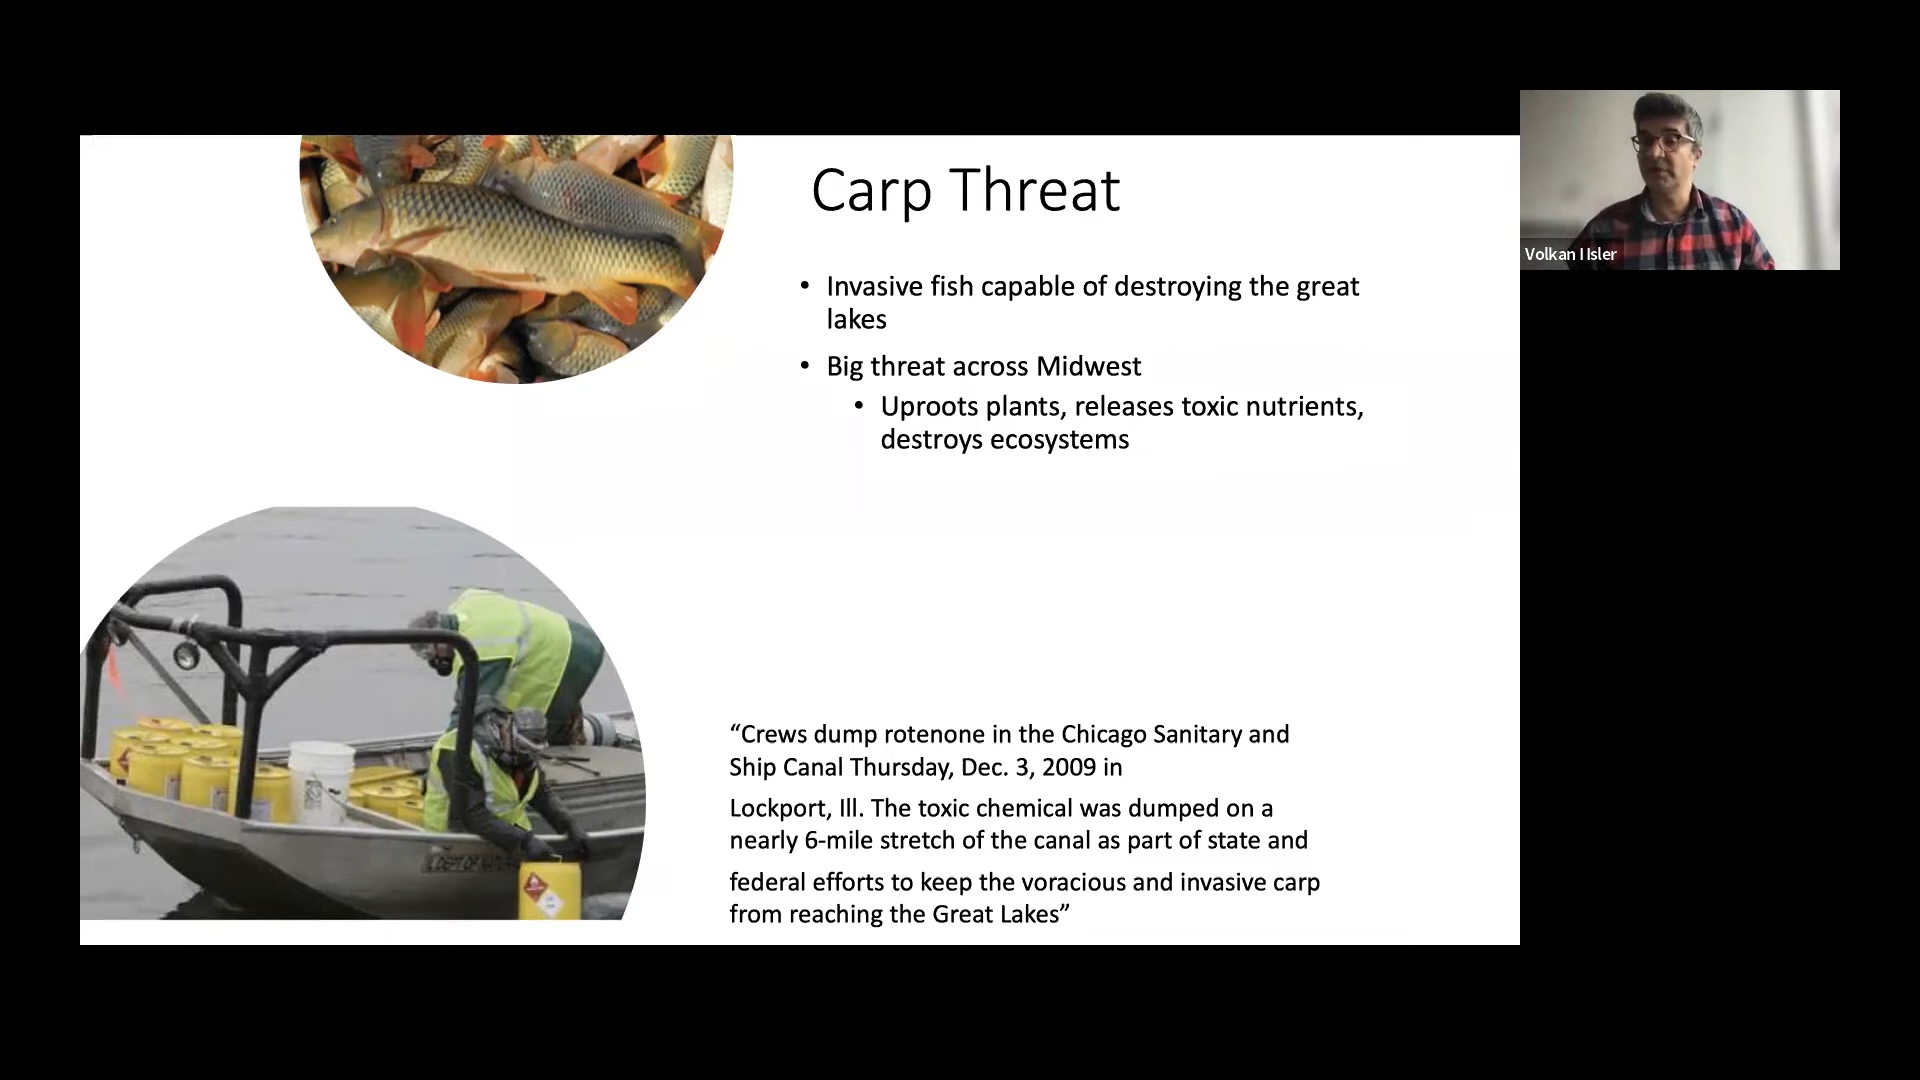 Carp Threat
• Invasive fish capable of destroying the great
lakes
• Big threat across Midwest
• Uproots plants, releases toxic nutrients,
destroys ecosystems
“Crews dump rotenone in the Chicago Sanitary and
Ship Canal Thursday, Dec. 3, 2009 in
Lockport, Ill. The toxic chemical was dumped on a
nearly 6-mile stretch of the canal as part of state and
federal efforts to keep the voracious and invasive carp
from reaching the Great Lakes”
Volkan Isler
DEPT OF